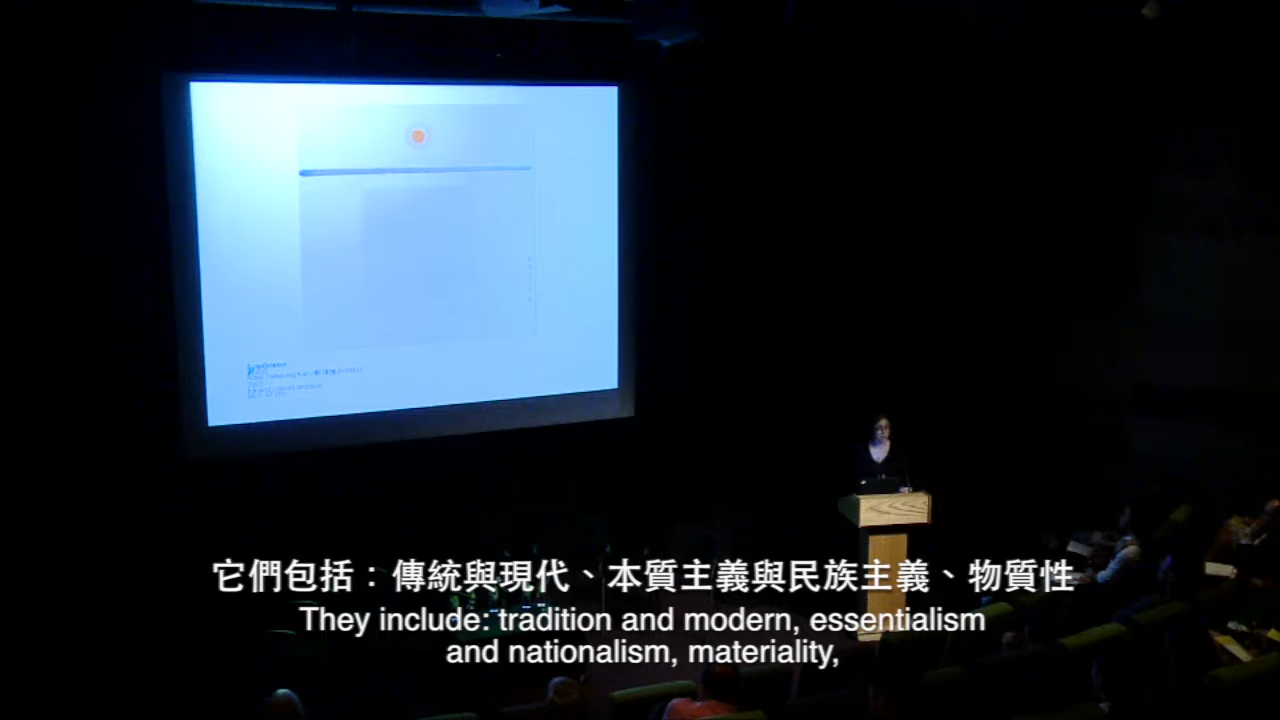 它們包括：傳統與現代、本質主義與民族主義、物質性
They include: tradition and modern, essentialism
and nationalism, materiality,